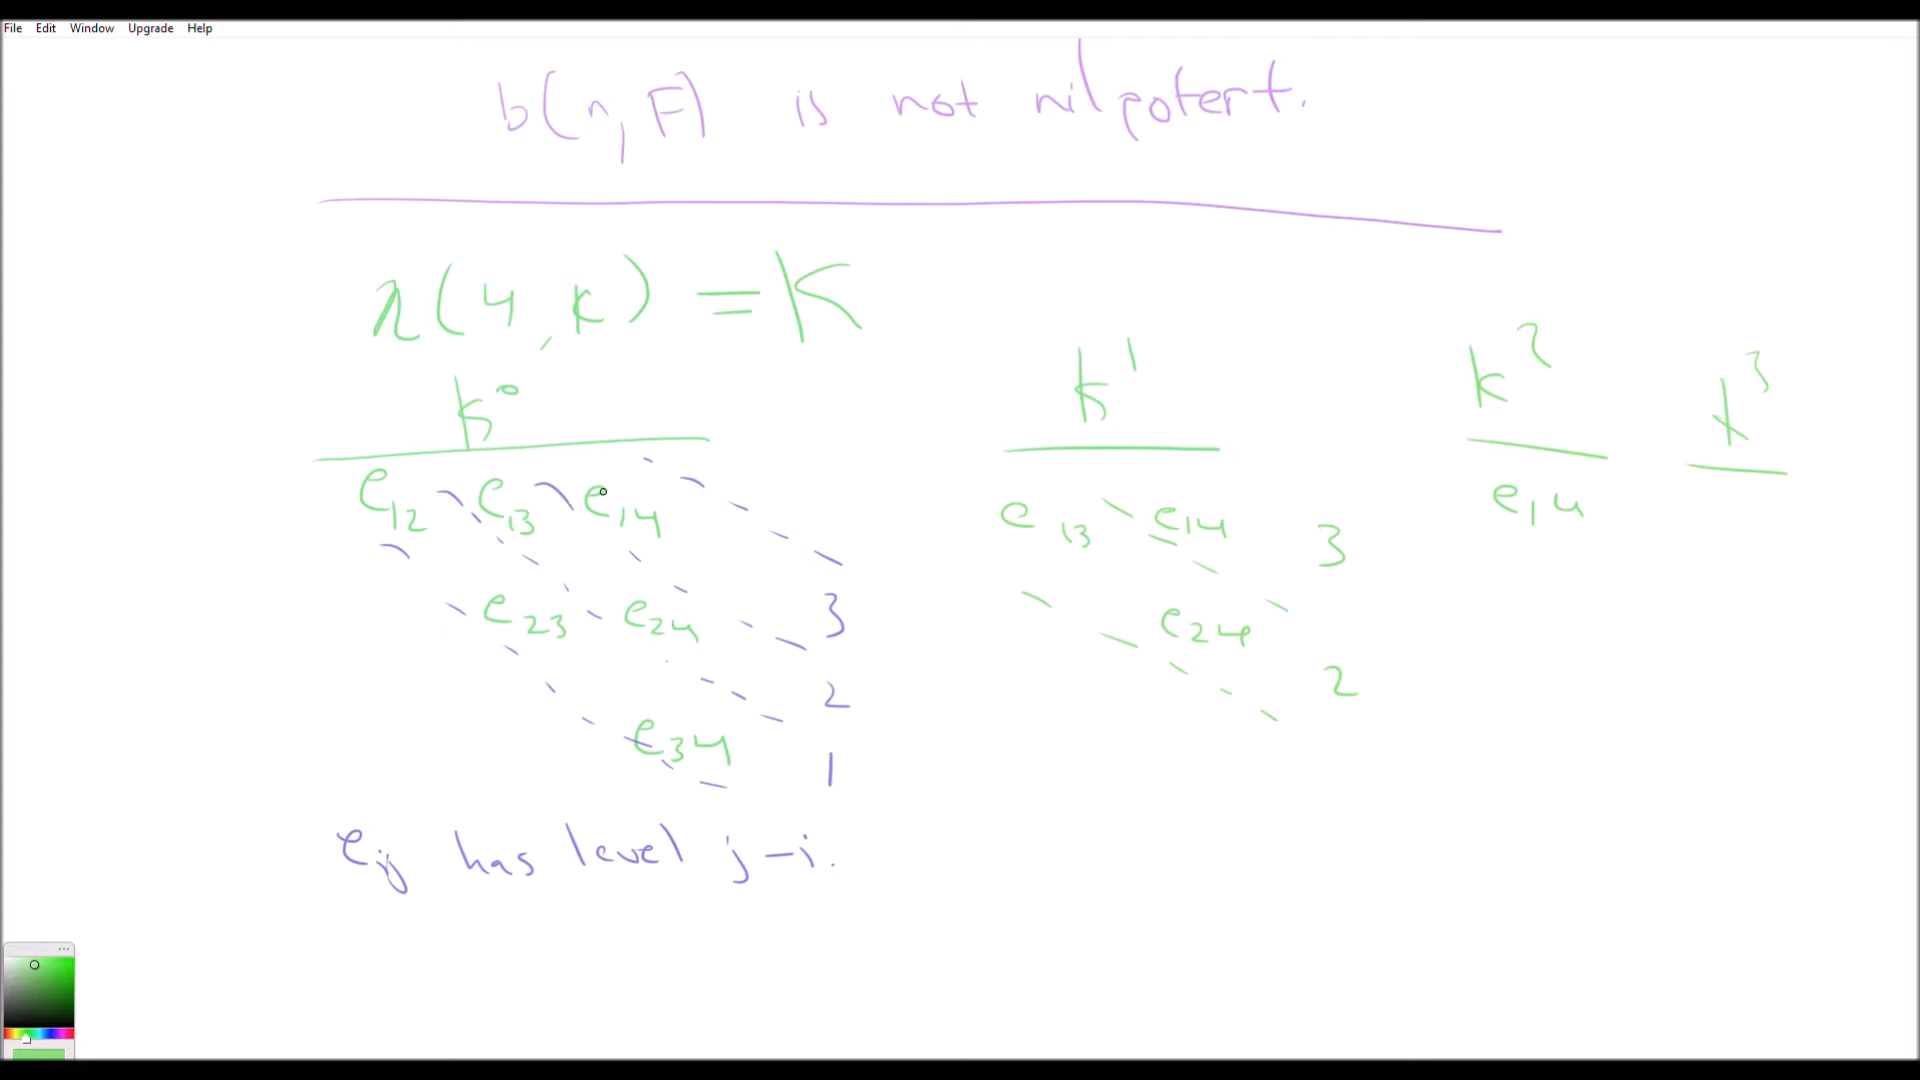 File Edit Window Upgrade Help
b(n, F) is not nilpotent.
n(4, K) = K
K⁰ K¹ K² K³
e₁₂ e₁₃ e₁₄ e₁₃ e₁₄ 3 e₁₄
e₂₃ e₂₄ 3 e₂₄ 2
2
e₃₄ 1
eᵢⱼ has level j-i.